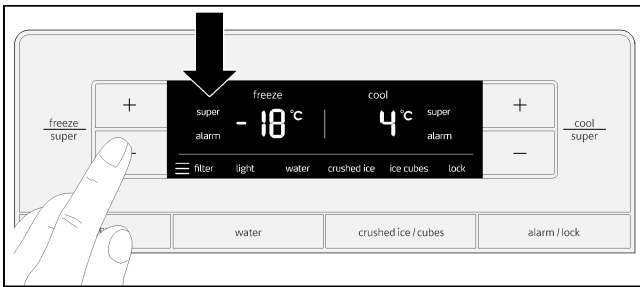 freeze
super
+
-
freeze
super
alarm
- 18 °C
cool
4 °C
super
alarm
filter light water crushed ice ice cubes lock
+
-
cool
super
water
crushed ice / cubes
alarm / lock